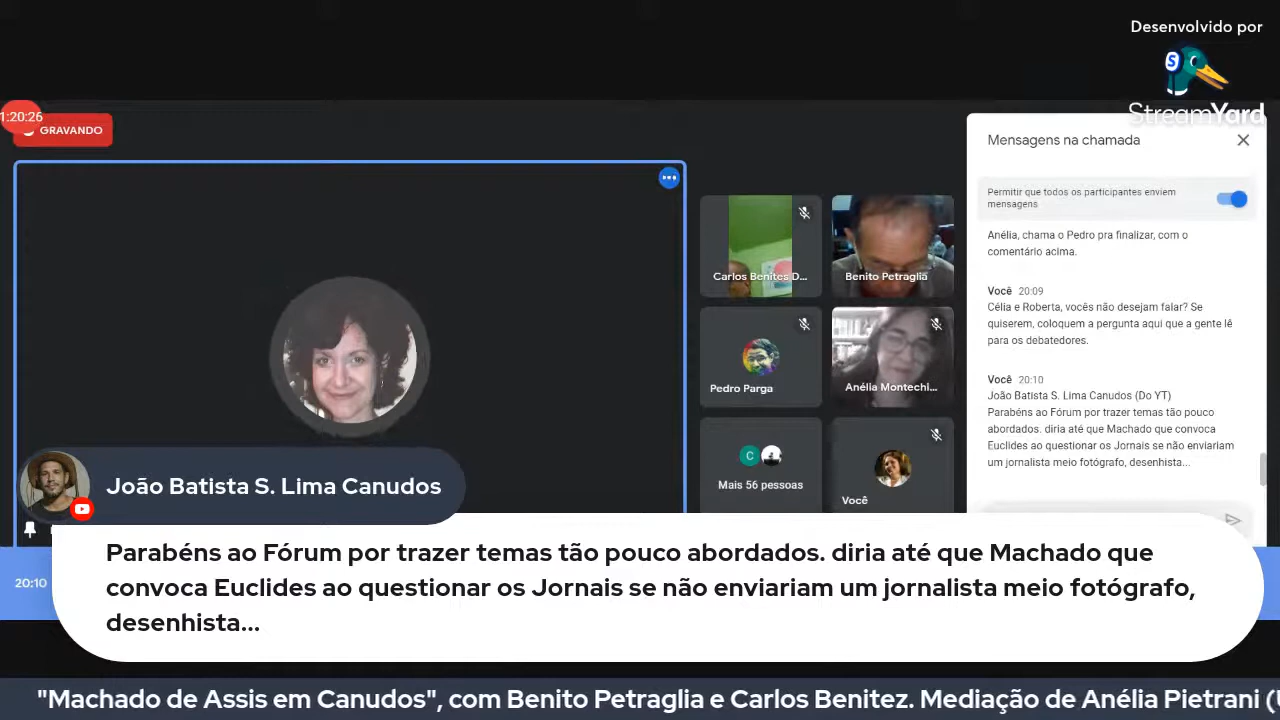 Desenvolvido por
StreamYard
1:20:26
GRAVANDO
Mensagens na chamada
Permitir que todos os participantes enviem
mensagens
Anélia, chama o Pedro pra finalizar, com o
comentário acima.
Você 20:09
Célia e Roberta, vocês não desejam falar? Se
quiserem, coloquem a pergunta aqui que a gente lê
para os debatedores.
Você 20:10
João Batista S. Lima Canudos (Do YT)
Parabéns ao Fórum por trazer temas tão pouco
abordados. diria até que Machado que convoca
Euclides ao questionar os Jornais se não enviariam
um jornalista meio fotógrafo, desenhista...
Carlos Benites D...
Benito Petraglia
Pedro Parga
Anélia Montechi...
C
Mais 56 pessoas
Você
João Batista S. Lima Canudos
20:10
Parabéns ao Fórum por trazer temas tão pouco abordados. diria até que Machado que
convoca Euclides ao questionar os Jornais se não enviariam um jornalista meio fotógrafo,
desenhista...
"Machado de Assis em Canudos", com Benito Petraglia e Carlos Benitez. Mediação de Anélia Pietrani (